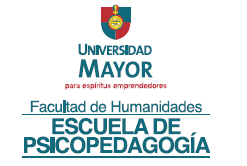 UNIVERSIDAD
MAYOR
para espíritus emprendedores
Facultad de Humanidades
ESCUELA DE
PSICOPEDAGOGÍA